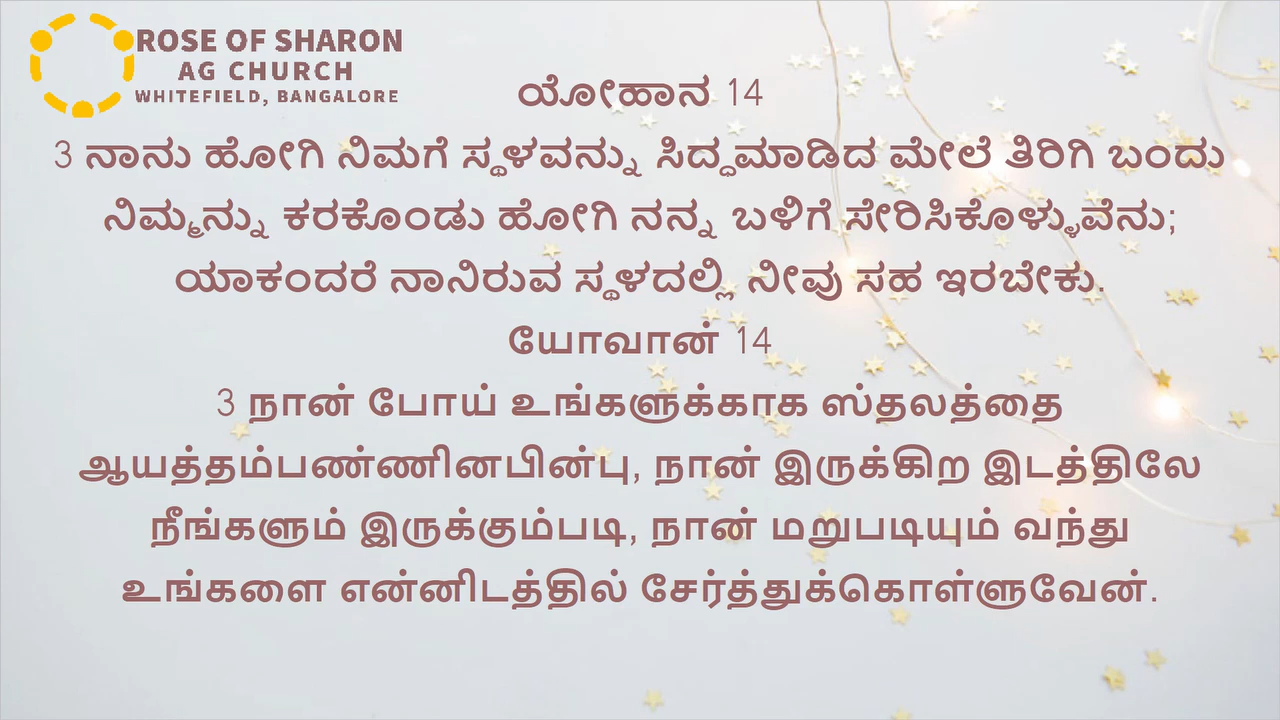 ROSE OF SHARON
AG CHURCH
WHITEFIELD, BANGALORE
ಯೋಹಾನ 14
3 ನಾನು ಹೋಗಿ ನಿಮಗೆ ಸ್ಥಳವನ್ನು ಸಿದ್ಧಮಾಡಿದ ಮೇಲೆ ತಿರಿಗಿ ಬಂದು
ನಿಮ್ಮನ್ನು ಕರಕೊಂಡು ಹೋಗಿ ನನ್ನ ಬಳಿಗೆ ಸೇರಿಸಿಕೊಳ್ಳುವೆನು;
ಯಾಕಂದರೆ ನಾನಿರುವ ಸ್ಥಳದಲ್ಲಿ ನೀವು ಸಹ ಇರಬೇಕು.
யோவான் 14
3 நான் போய் உங்களுக்காக ஸ்தலத்தை
ஆயத்தம்பண்ணினபின்பு, நான் இருக்கிற இடத்திலே
நீங்களும் இருக்கும்படி, நான் மறுபடியும் வந்து
உங்களை என்னிடத்தில் சேர்த்துக்கொள்ளுவேன்.